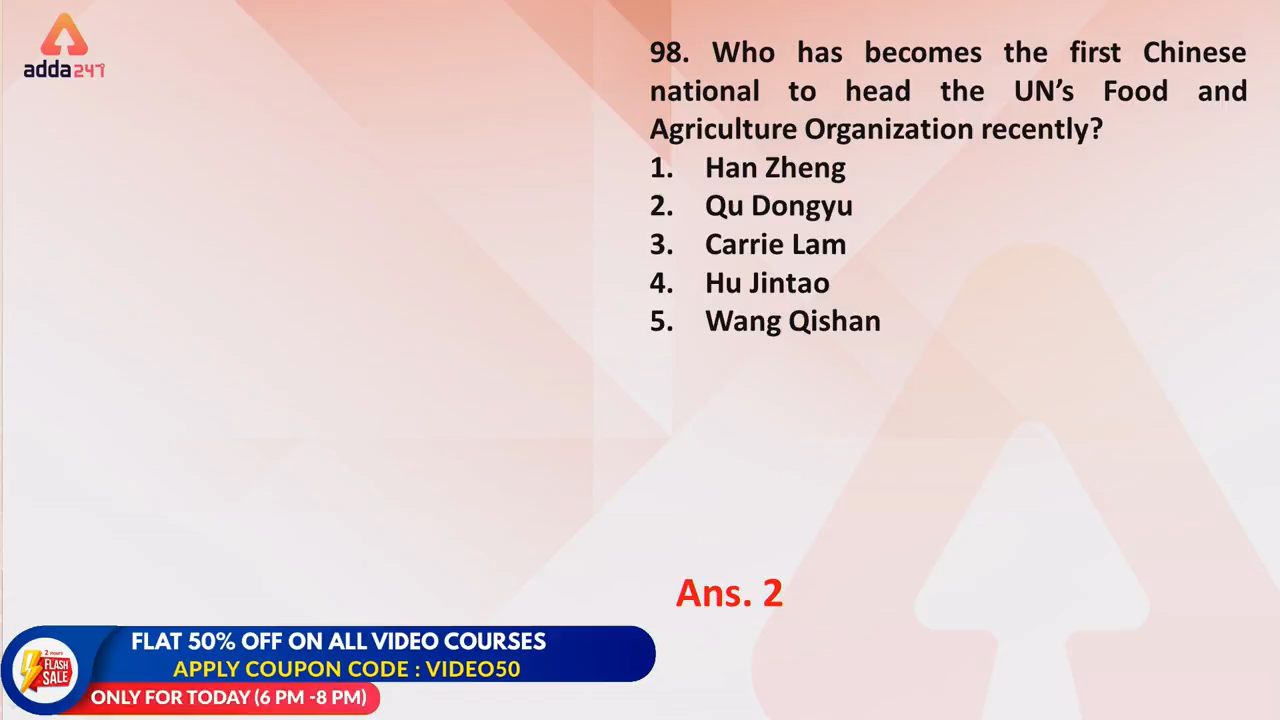 adda247
98. Who has becomes the first Chinese
national to head the UN's Food and
Agriculture Organization recently?
1. Han Zheng
2. Qu Dongyu
3. Carrie Lam
4. Hu Jintao
5. Wang Qishan
Ans. 2
2 Hours
FLASH
SALE
FLAT 50% OFF ON ALL VIDEO COURSES
APPLY COUPON CODE : VIDEO50
ONLY FOR TODAY (6 PM -8 PM)